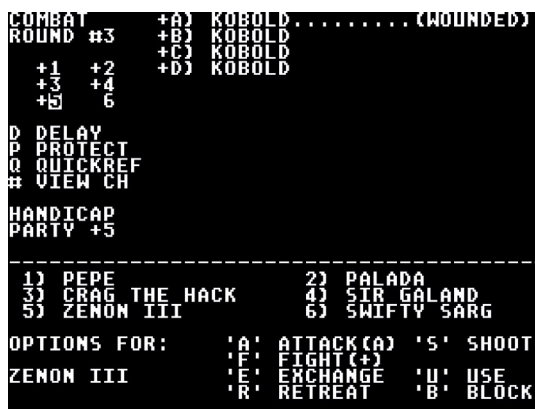 COMBAT +A) KOBOLD.........(WOUNDED)
ROUND #3 +B) KOBOLD
+C) KOBOLD
+1 +2 +D) KOBOLD
+3 +4
+5 6
D DELAY
P PROTECT
Q QUICKREF
# VIEW CH
HANDICAP
PARTY +5
1) PEPE 2) PALADA
3) CRAG THE HACK 4) SIR GALAND
5) ZENON III 6) SWIFTY SARG
OPTIONS FOR: 'A' ATTACK(A) 'S' SHOOT
'F' FIGHT(+)
ZENON III 'E' EXCHANGE 'U' USE
'R' RETREAT 'B' BLOCK